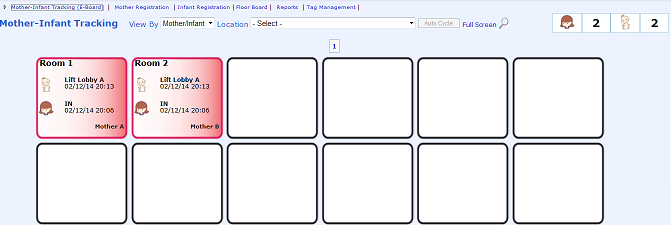 Mother-Infant Tracking (E-Board) | Mother Registration | Infant Registration | Floor Board | Reports | Tag Management |
Mother-Infant Tracking View By Mother/Infant Location - Select - Auto Cycle Full Screen 2 2
1
Room 1
Lift Lobby A
02/12/14 20:13
IN
02/12/14 20:06
Mother A
Room 2
Lift Lobby A
02/12/14 20:13
IN
02/12/14 20:06
Mother B